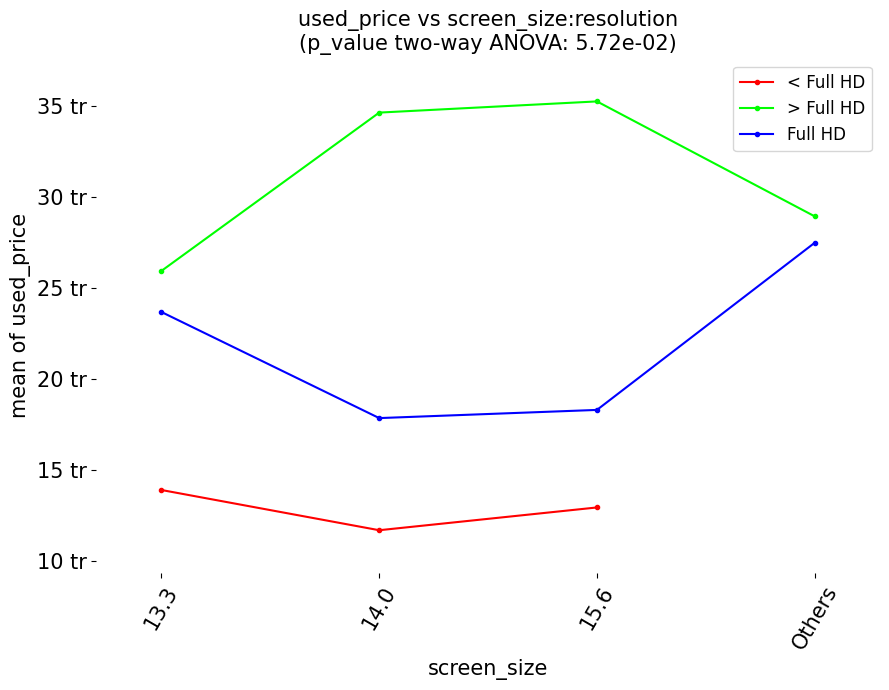 used_price vs screen_size:resolution
(p_value two-way ANOVA: 5.72e-02)
< Full HD
> Full HD
Full HD
mean of used_price
35 tr
30 tr
25 tr
20 tr
15 tr
10 tr
13.3
14.0
15.6
Others
screen_size